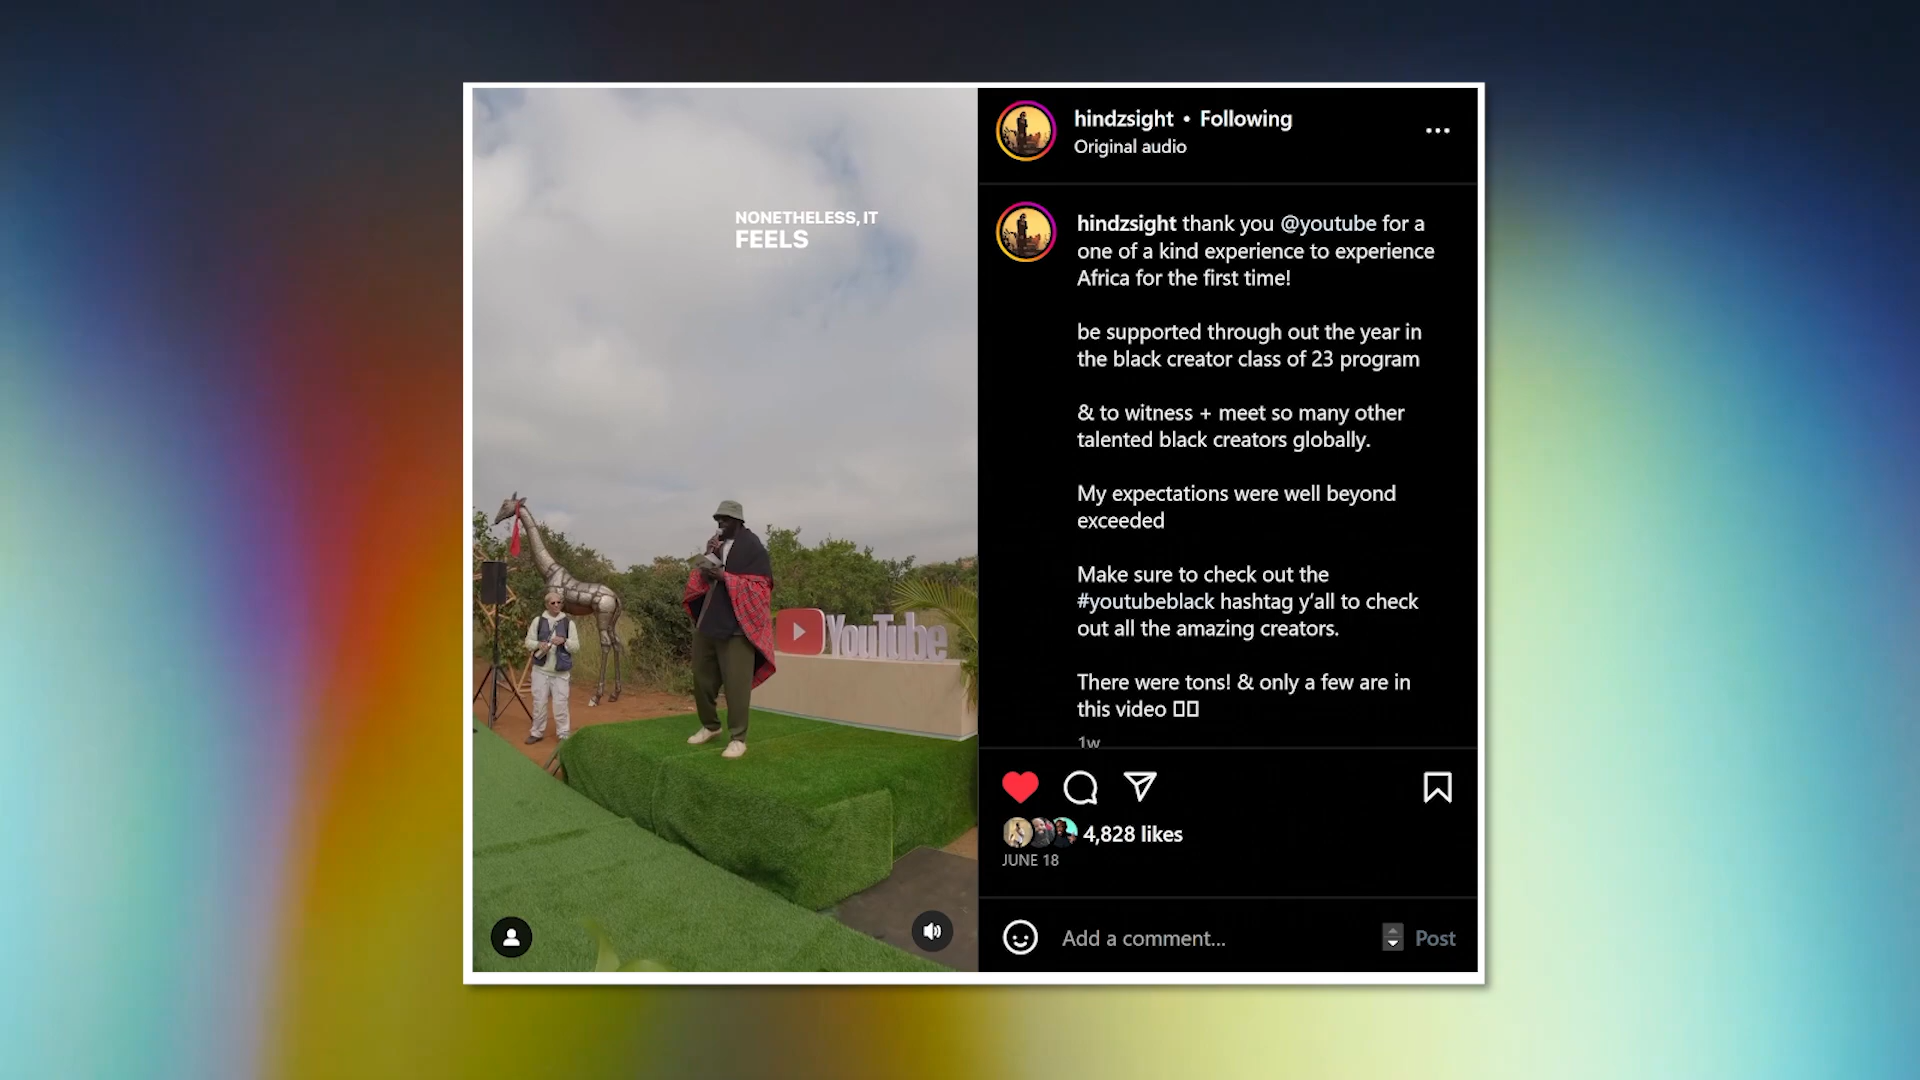 NONETHELESS, IT
FEELS
YouTube
hindzsight • Following
Original audio
hindzsight thank you @youtube for a
one of a kind experience to experience
Africa for the first time!
be supported through out the year in
the black creator class of 23 program
& to witness + meet so many other
talented black creators globally.
My expectations were well beyond
exceeded
Make sure to check out the
#youtubeblack hashtag y’all to check
out all the amazing creators.
There were tons! & only a few are in
this video
1w
4,828 likes
JUNE 18
Add a comment...
Post